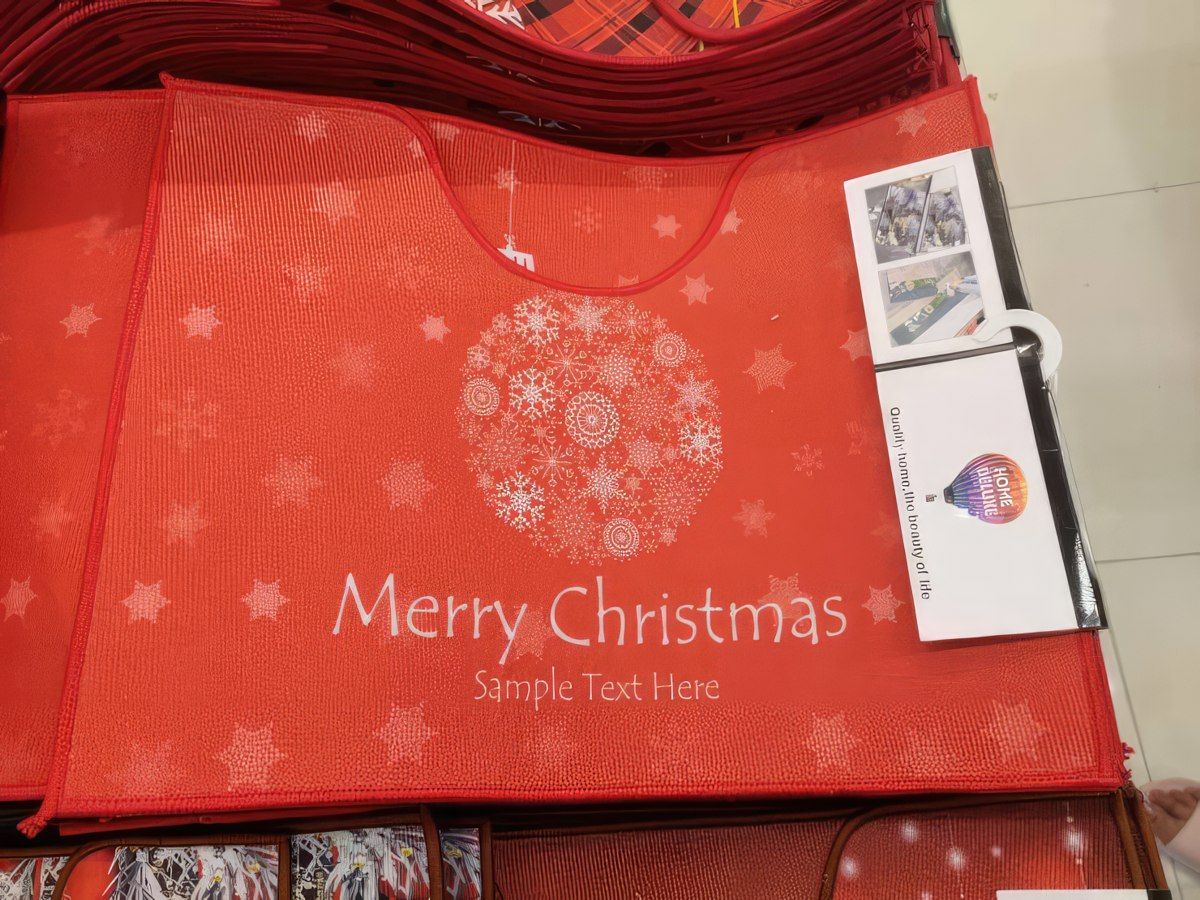 Merry Christmas
Sample Text Here
HOME
DELUXE
Quality home, the beauty of life